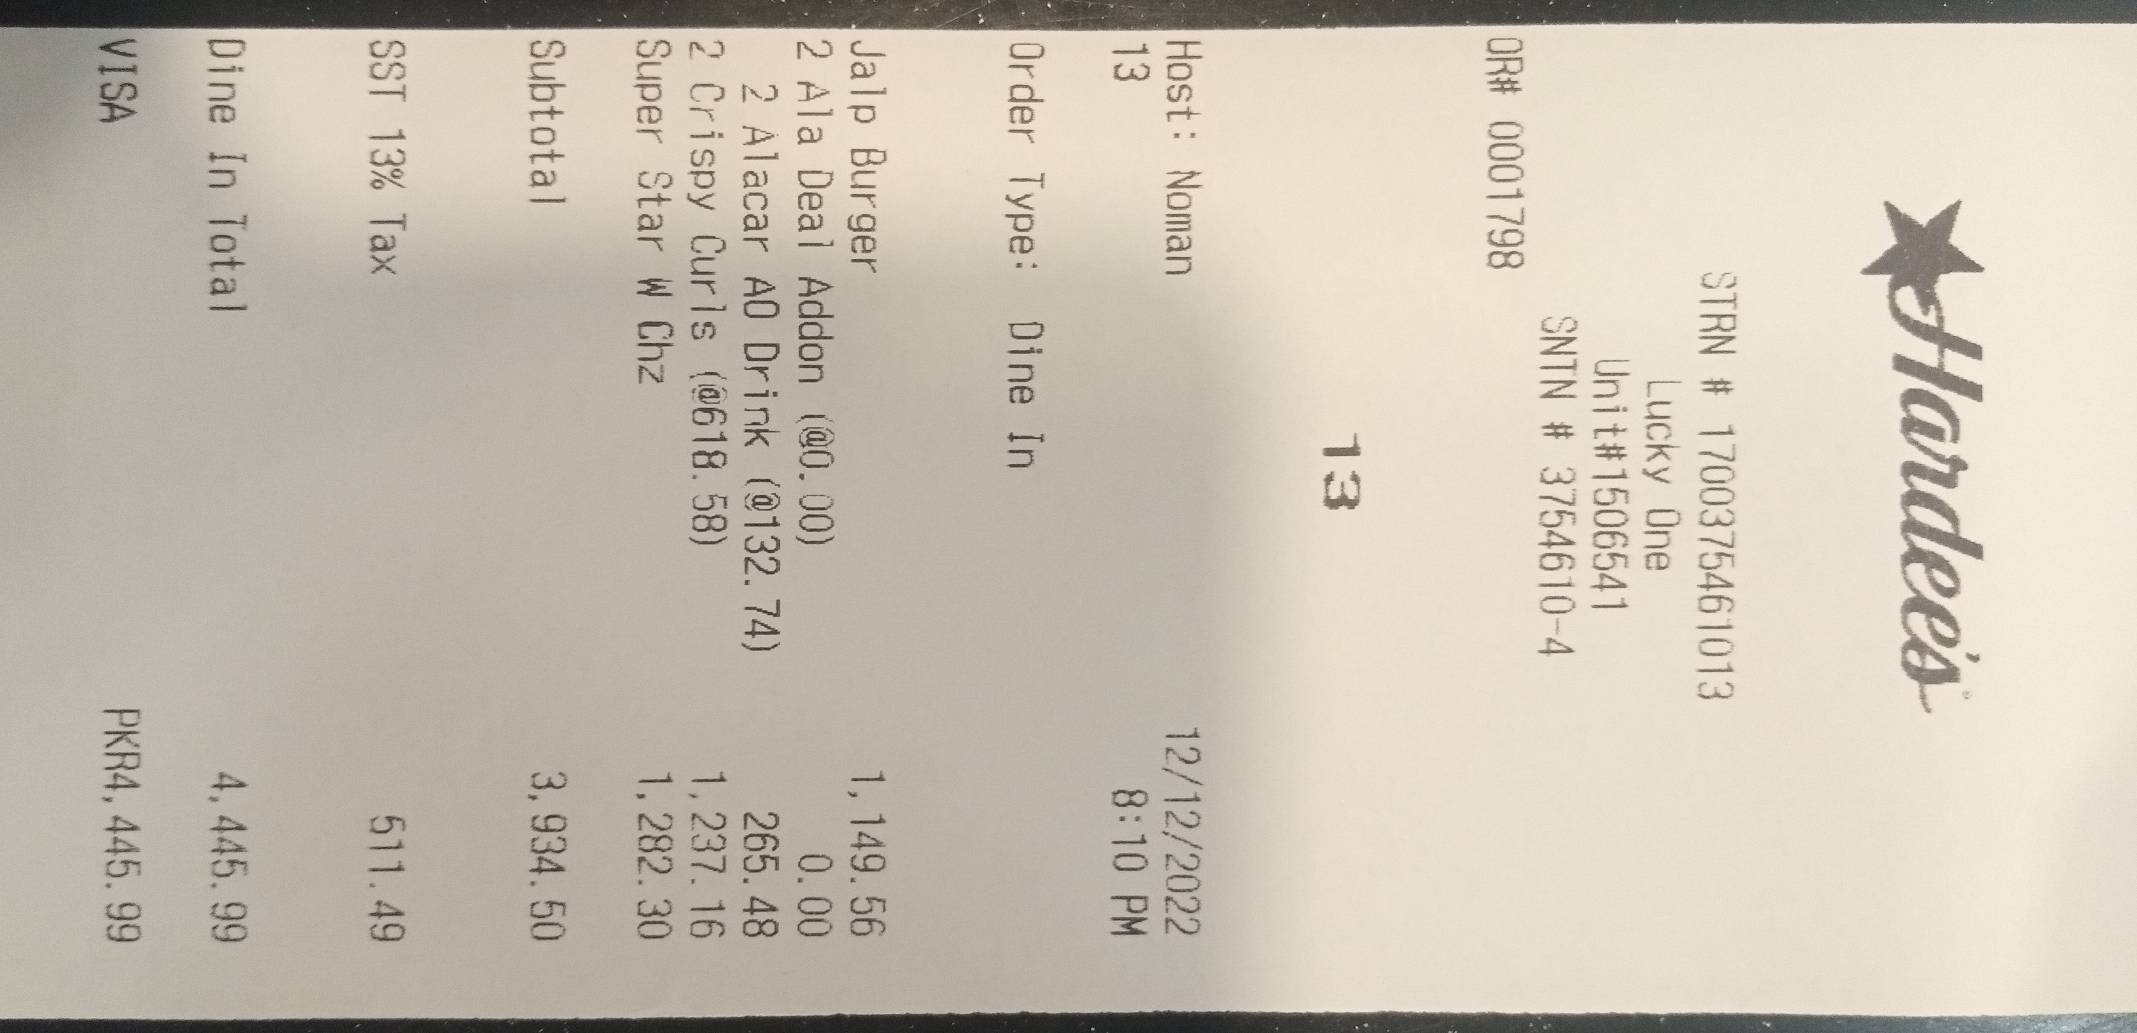 Hardee's
STRN # 1700375461013
Lucky One
Unit#1506541
SNTN # 3754610-4
OR# 0001798
13
Host: Noman 12/12/2022
13 8:10 PM
Order Type: Dine In
Jalp Burger 1,149.56
2 Ala Deal Addon (@0.00) 0.00
2 Alacar AO Drink (@132.74) 265.48
2 Crispy Curls (@618.58) 1,237.16
Super Star W Chz 1,282.30
Subtotal 3,934.50
SST 13% Tax 511.49
Dine In Total 4,445.99
VISA PKR4,445.99